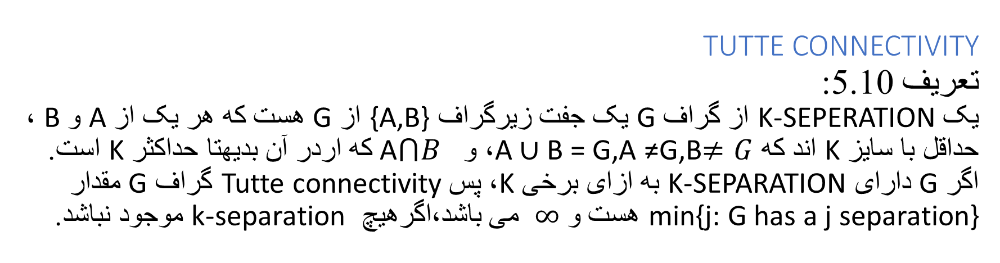 TUTTE CONNECTIVITY
تعریف 5.10:
یک K-SEPERATION از گراف G یک جفت زیرگراف {A,B} از G هست که هر یک از A و B ،
حداقل با سایز K اند که A ∪ B = G,A ≠G,B≠ G، و A⋂B که اردر آن بدیهتا حداکثر K است.
اگر G دارای K-SEPARATION به ازای برخی K، پس Tutte connectivity گراف G مقدار
min{j: G has a j separation} هست و ∞ می باشد،اگر هیچ k-separation موجود نباشد.